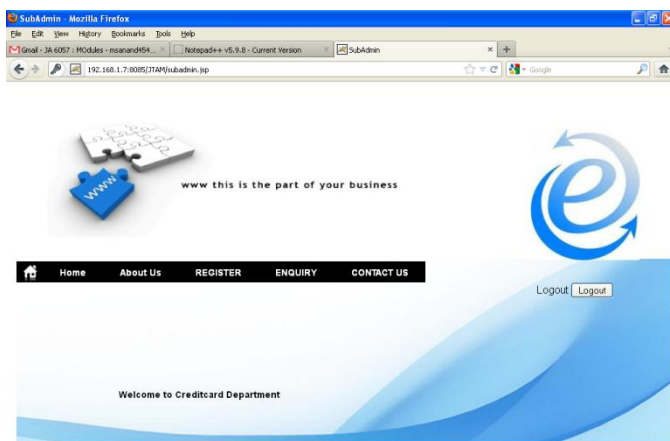 SubAdmin - Mozilla Firefox
File Edit View History Bookmarks Tools Help
Gmail - JA 6057 : MOdules - msanand454... × Notepad++ v5.9.8 - Current Version × SubAdmin × +
192.168.1.7:8085/JTAM/subadmin.jsp Google
www
www this is the part of your business
e
Home About Us REGISTER ENQUIRY CONTACT US
Logout Logout
Welcome to Creditcard Department